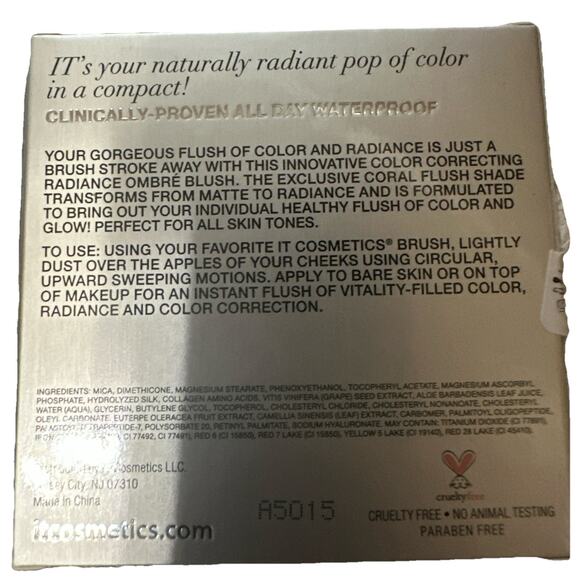 IT's your naturally radiant pop of color
in a compact!
CLINICALLY-PROVEN ALL DAY WATERPROOF
YOUR GORGEOUS FLUSH OF COLOR AND RADIANCE IS JUST A
BRUSH STROKE AWAY WITH THIS INNOVATIVE COLOR CORRECTING
RADIANCE OMBRÉ BLUSH. THE EXCLUSIVE CORAL FLUSH SHADE
TRANSFORMS FROM MATTE TO RADIANCE AND IS FORMULATED
TO BRING OUT YOUR INDIVIDUAL HEALTHY FLUSH OF COLOR AND
GLOW! PERFECT FOR ALL SKIN TONES.
TO USE: USING YOUR FAVORITE IT COSMETICS® BRUSH, LIGHTLY
DUST OVER THE APPLES OF YOUR CHEEKS USING CIRCULAR,
UPWARD SWEEPING MOTIONS. APPLY TO BARE SKIN OR ON TOP
OF MAKEUP FOR AN INSTANT FLUSH OF VITALITY-FILLED COLOR,
RADIANCE AND COLOR CORRECTION.
INGREDIENTS: MICA, DIMETHICONE, MAGNESIUM STEARATE, PHENOXYETHANOL, TOCOPHERYL ACETATE, MAGNESIUM ASCORBYL
PHOSPHATE, HYDROLYZED SILK, COLLAGEN AMINO ACIDS, VITIS VINIFERA (GRAPE) SEED EXTRACT, ALOE BARBADENSIS LEAF JUICE,
WATER (AQUA), GLYCERIN, BUTYLENE GLYCOL, TOCOPHEROL, CHOLESTERYL CHLORIDE, CHOLESTERYL NONANOATE, CHOLESTERYL
OLEYL CARBONATE, EUTERPE OLERACEA FRUIT EXTRACT, CAMELLIA SINENSIS (LEAF) EXTRACT, CARBOMER, PALMITOYL OLIGOPEPTIDE,
PALMITOYL TETRAPEPTIDE-7, POLYSORBATE 20, RETINYL PALMITATE, SODIUM HYALURONATE. MAY CONTAIN: TITANIUM DIOXIDE (CI 77891),
CI 77492, CI 77491), RED 6 (CI 15850), RED 7 LAKE (CI 15850), YELLOW 5 LAKE (CI 19140), RED 28 LAKE (CI 45410).
Cosmetics LLC.
City, NJ 07310
Made in China
itcosmetics.com
A5015
crueltyfree
CRUELTY FREE • NO ANIMAL TESTING
PARABEN FREE